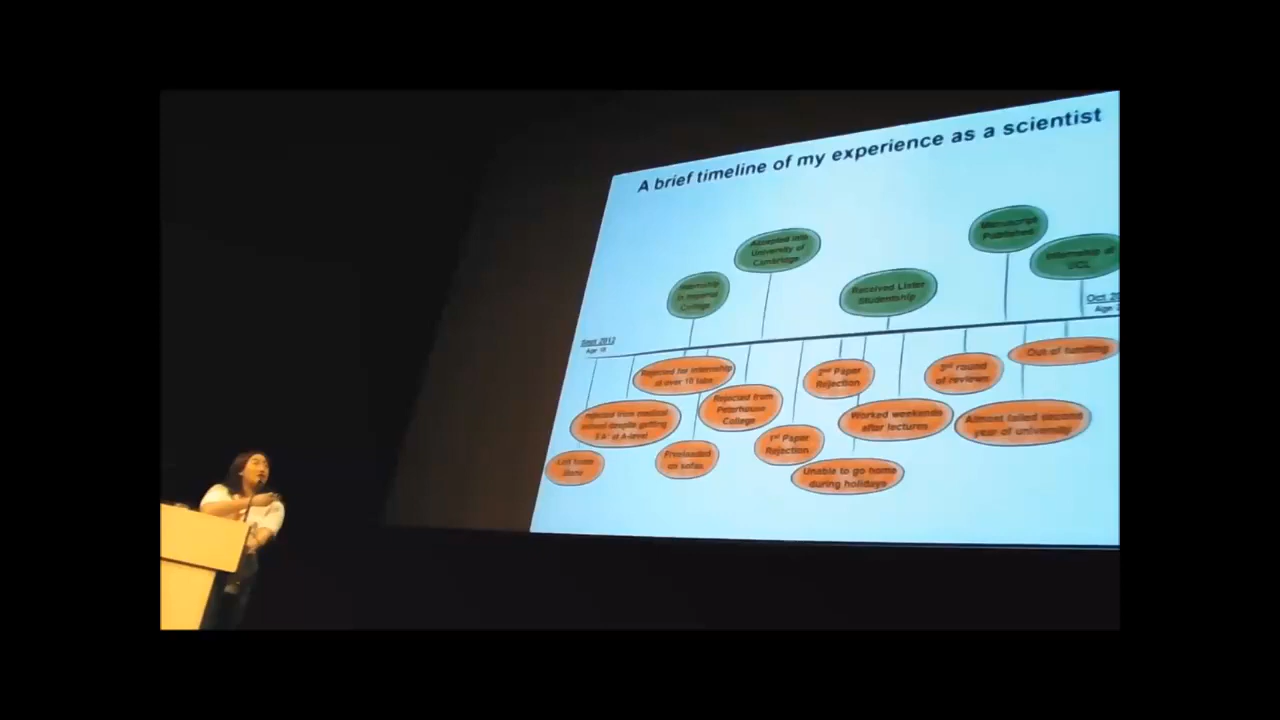 A brief timeline of my experience as a scientist
Accepted into
University of
Cambridge
Manuscript
Published
Internship at
UCL
Internship
in Imperial
College
Received Lister
Studentship
Sept 2012
Age 18
Oct 20
Age
Rejected for internship
at over 10 labs
2nd Paper
Rejection
3rd round
of reviews
Out of funding
Rejected from medical
school despite getting
at A-level
Rejected from
Peterhouse
College
Worked weekends
after lectures
Almost failed second
year of university
1st Paper
Rejection
Freeloaded
on sofas
Left home
Unable to go home
during holidays